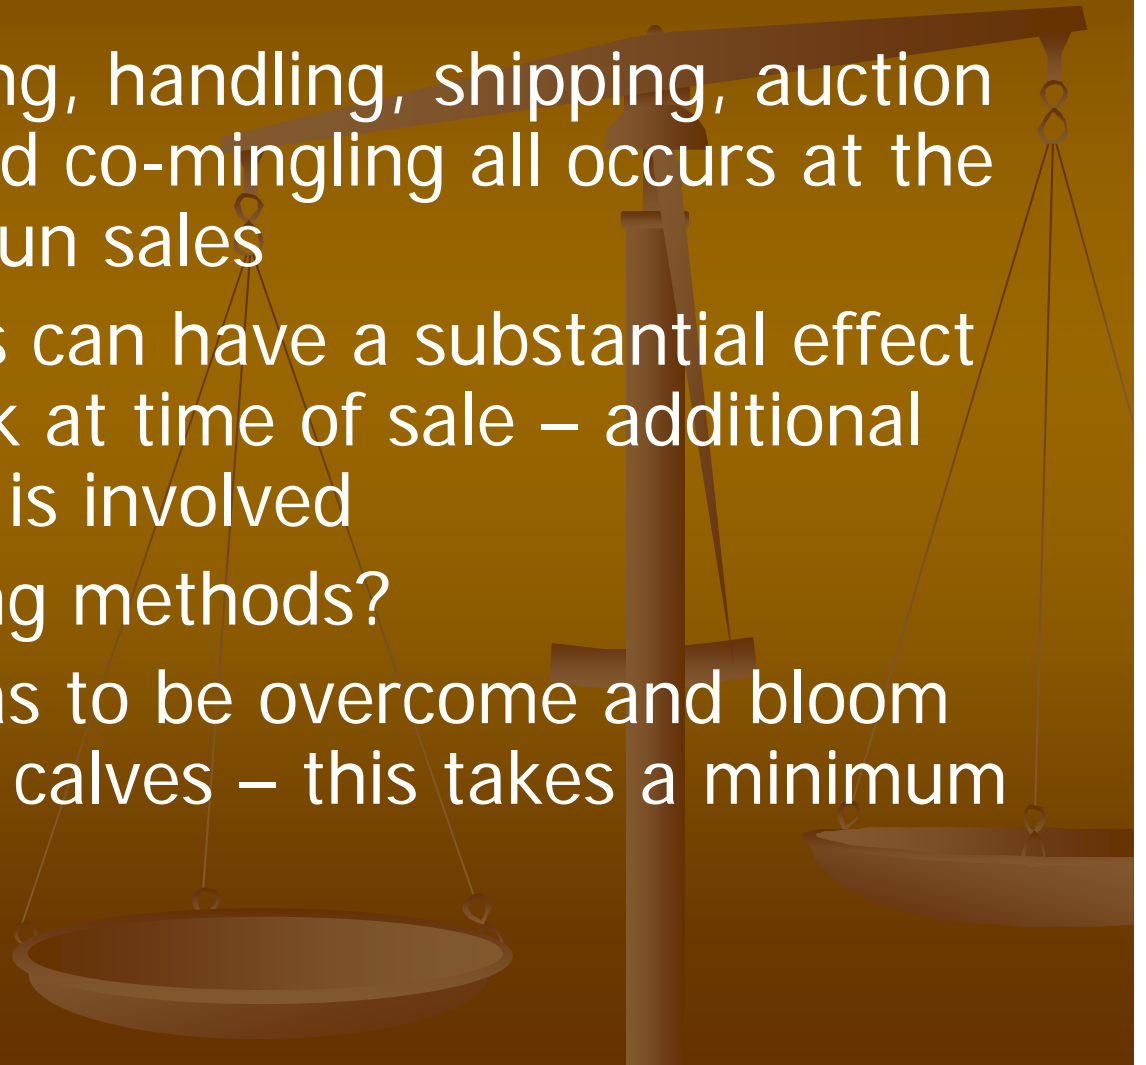 ng, handling, shipping, auction
d co-mingling all occurs at the
un sales
s can have a substantial effect
k at time of sale – additional
is involved
ng methods?
as to be overcome and bloom
calves – this takes a minimum